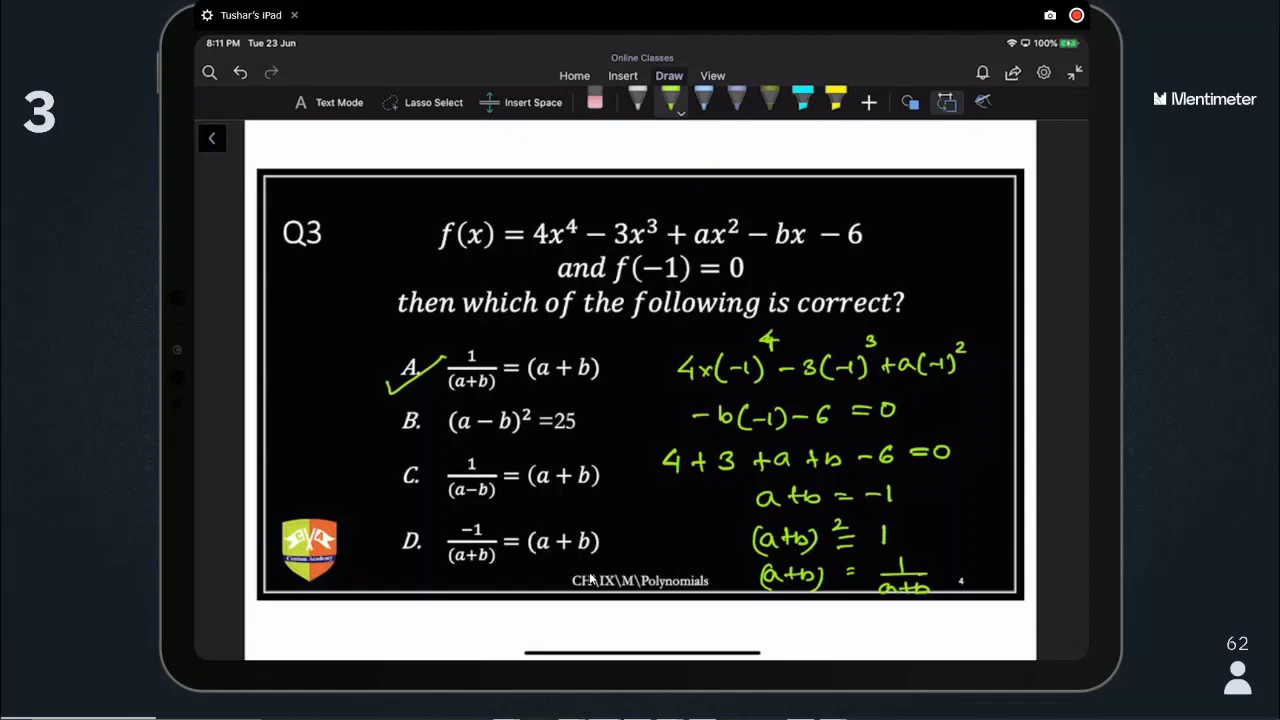 Tushar's iPad ×
8:11 PM Tue 23 Jun
100%
Online Classes
Home Insert Draw View
Text Mode Lasso Select Insert Space
3
Mentimeter
Q3
f(x) = 4x⁴ − 3x³ + ax² − bx − 6
and f(−1) = 0
then which of the following is correct?
A. 1/(a+b) = (a + b)
B. (a − b)² =25
C. 1/(a−b) = (a + b)
D. −1/(a+b) = (a + b)
4×(−1)⁴ − 3(−1)³ + a(−1)²
− b(−1) − 6 = 0
4 + 3 + a + b − 6 = 0
a + b = −1
(a+b)² = 1
(a+b) = 1/(a+b)
Centum Academy
CH\IX\M\Polynomials
4
62